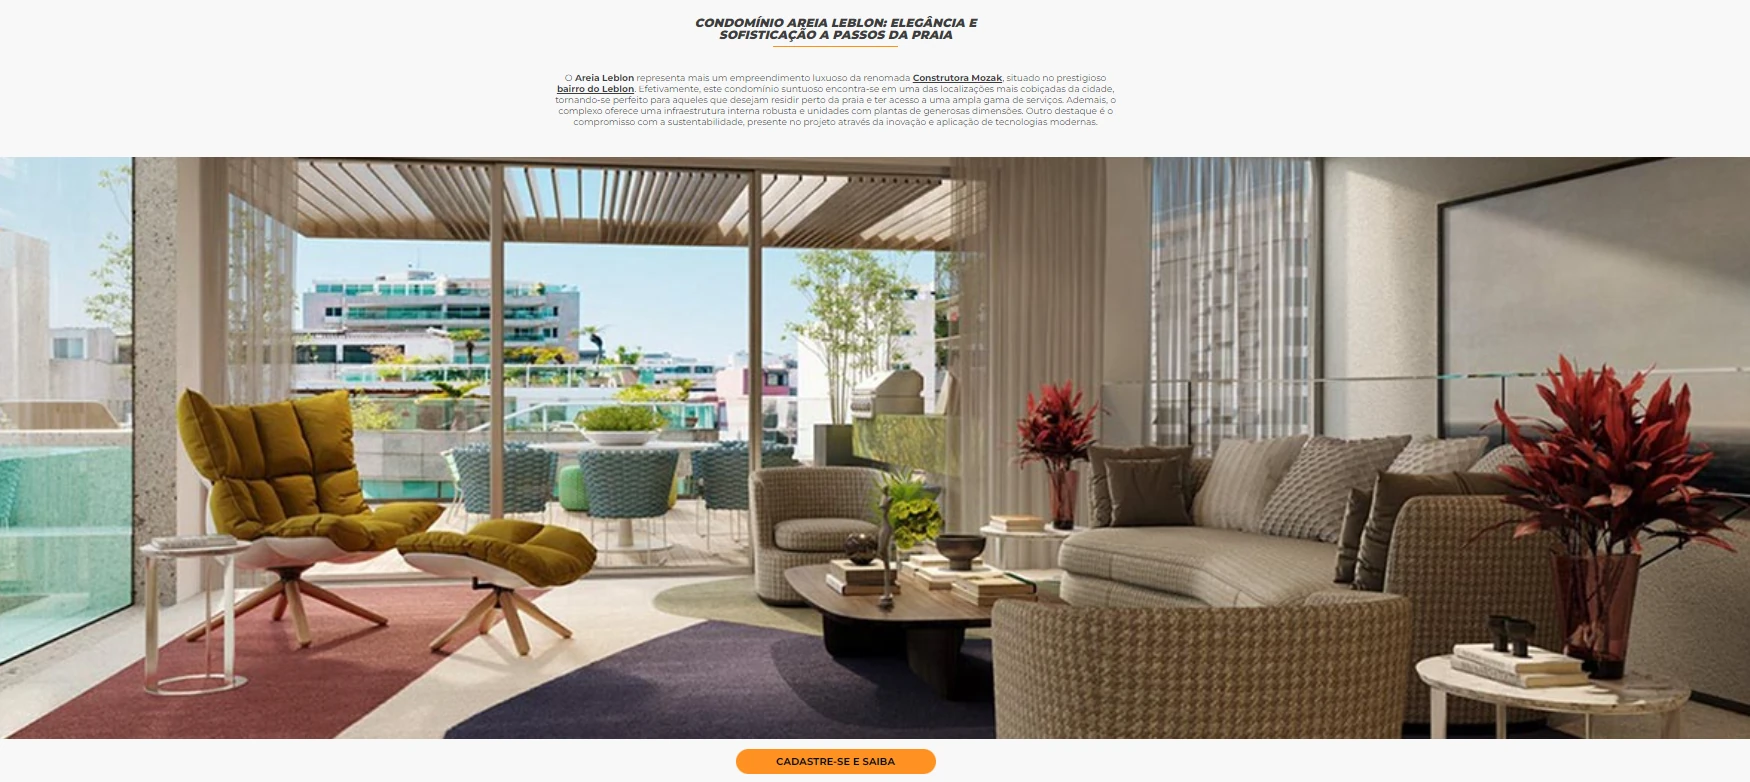 CONDOMÍNIO AREIA LEBLON: ELEGÂNCIA E
SOFISTICAÇÃO A PASSOS DA PRAIA
O Areia Leblon representa mais um empreendimento luxuoso da renomada Construtora Mozak, situado no prestigioso
bairro do Leblon. Efetivamente, este condomínio suntuoso encontra-se em uma das localizações mais cobiçadas da cidade,
tornando-se perfeito para aqueles que desejam residir perto da praia e ter acesso a uma ampla gama de serviços. Ademais, o
complexo oferece uma infraestrutura interna robusta e unidades com plantas de generosas dimensões. Outro destaque é o
compromisso com a sustentabilidade, presente no projeto através da inovação e aplicação de tecnologias modernas.
CADASTRE-SE E SAIBA